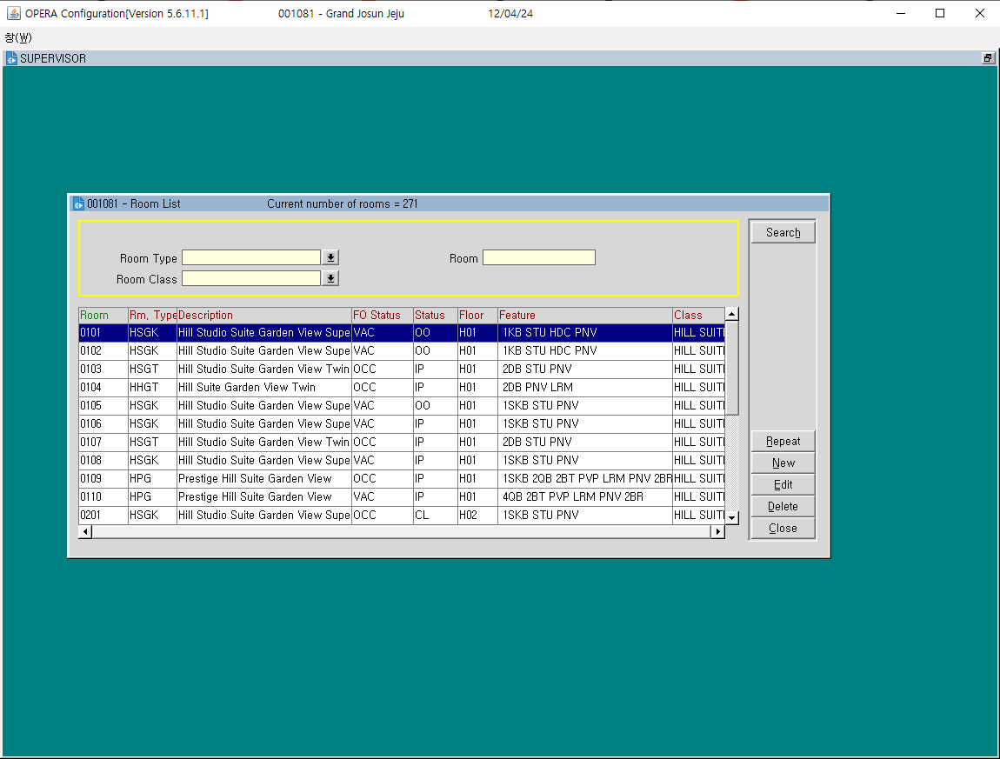 OPERA Configuration[Version 5.6.11.1] 001081 - Grand Josun Jeju 12/04/24
창(W)
SUPERVISOR
001081 - Room List Current number of rooms = 271
Search
Room Type Room
Room Class
Room Rm. Type Description FO Status Status Floor Feature Class
0101 HSGK Hill Studio Suite Garden View Supe VAC OO H01 1KB STU HDC PNV HILL SUIT
0102 HSGK Hill Studio Suite Garden View Supe VAC OO H01 1KB STU HDC PNV HILL SUIT
0103 HSGT Hill Studio Suite Garden View Twin OCC IP H01 2DB STU PNV HILL SUIT
0104 HHGT Hill Suite Garden View Twin OCC IP H01 2DB PNV LRM HILL SUIT
0105 HSGK Hill Studio Suite Garden View Supe VAC OO H01 1SKB STU PNV HILL SUIT
0106 HSGK Hill Studio Suite Garden View Supe VAC IP H01 1SKB STU PNV HILL SUIT
0107 HSGT Hill Studio Suite Garden View Twin OCC IP H01 2DB STU PNV HILL SUIT
0108 HSGK Hill Studio Suite Garden View Supe VAC IP H01 1SKB STU PNV HILL SUIT
0109 HPG Prestige Hill Suite Garden View OCC IP H01 1SKB 2QB 2BT PVP LRM PNV 2BR HILL SUIT
0110 HPG Prestige Hill Suite Garden View VAC IP H01 4QB 2BT PVP LRM PNV 2BR HILL SUIT
0201 HSGK Hill Studio Suite Garden View Supe OCC CL H02 1SKB STU PNV HILL SUIT
Repeat
New
Edit
Delete
Close